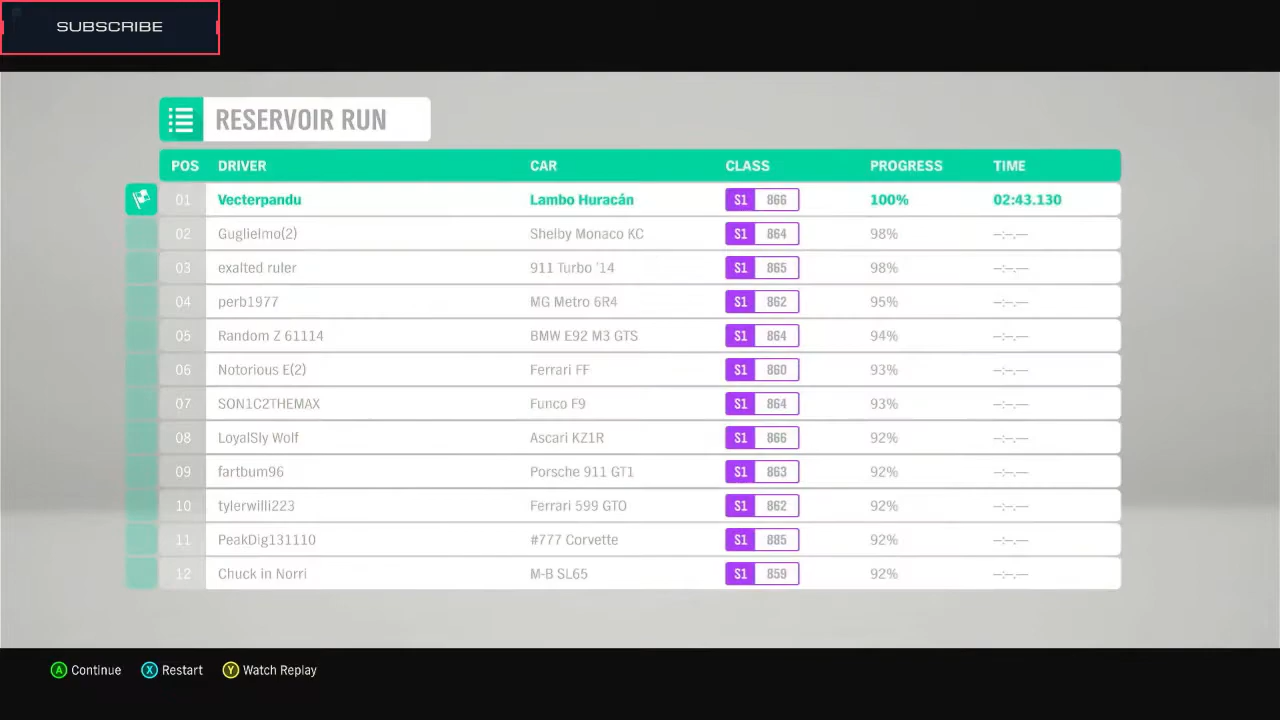 SUBSCRIBE
RESERVOIR RUN
POS DRIVER CAR CLASS PROGRESS TIME
01 Vecterpandu Lambo Huracán S1 866 100% 02:43.130
02 Guglielmo(2) Shelby Monaco KC S1 864 98% --:--.---
03 exalted ruler 911 Turbo '14 S1 865 98% --:--.---
04 perb1977 MG Metro 6R4 S1 862 95% --:--.---
05 Random Z 61114 BMW E92 M3 GTS S1 864 94% --:--.---
06 Notorious E(2) Ferrari FF S1 860 93% --:--.---
07 SON1C2THEMAX Funco F9 S1 864 93% --:--.---
08 LoyalSly Wolf Ascari KZ1R S1 866 92% --:--.---
09 fartbum96 Porsche 911 GT1 S1 863 92% --:--.---
10 tylerwilli223 Ferrari 599 GTO S1 862 92% --:--.---
11 PeakDig131110 #777 Corvette S1 885 92% --:--.---
12 Chuck in Norri M-B SL65 S1 859 92% --:--.---
A Continue X Restart Y Watch Replay